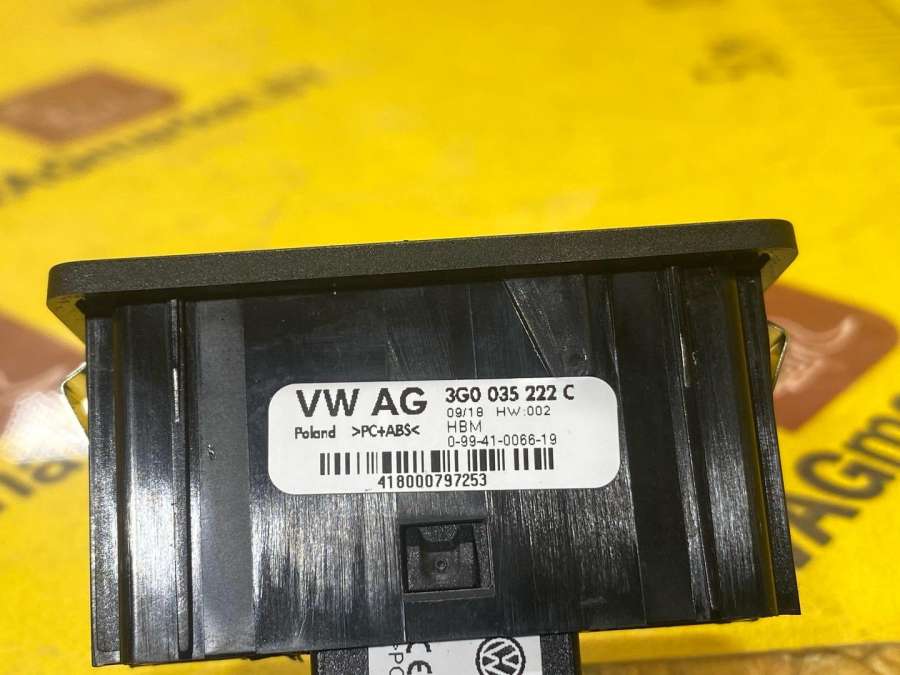 VW AG 3G0 035 222 C
09/18 HW:002
Poland >PC+ABS< HBM
0-99-41-0066-19
418000797253
CE